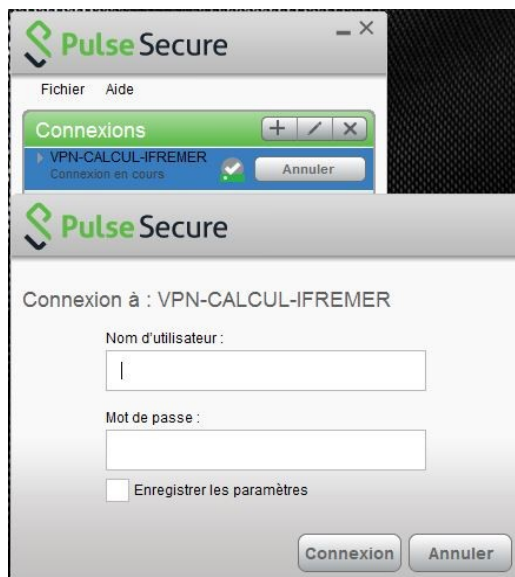 Pulse Secure
Fichier Aide
Connexions
VPN-CALCUL-IFREMER
Connexion en cours
Annuler
Pulse Secure
Connexion à : VPN-CALCUL-IFREMER
Nom d'utilisateur :
Mot de passe :
Enregistrer les paramètres
Connexion Annuler